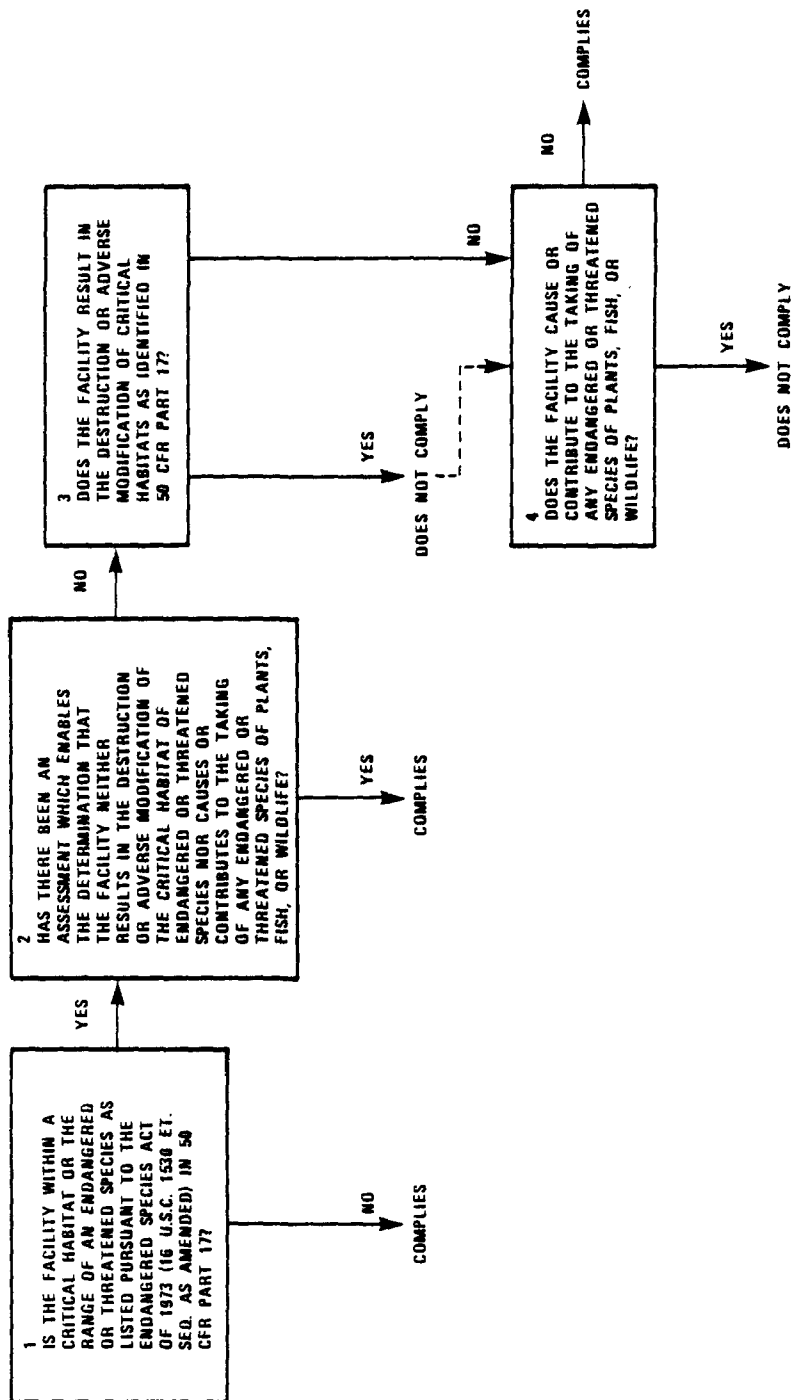 1
IS THE FACILITY WITHIN A
CRITICAL HABITAT OR THE
RANGE OF AN ENDANGERED
OR THREATENED SPECIES AS
LISTED PURSUANT TO THE
ENDANGERED SPECIES ACT
OF 1973 (16 U.S.C. 1530 ET.
SEQ. AS AMENDED) IN 50
CFR PART 17?
NO
COMPLIES
YES
2
HAS THERE BEEN AN
ASSESSMENT WHICH ENABLES
THE DETERMINATION THAT
THE FACILITY NEITHER
RESULTS IN THE DESTRUCTION
OR ADVERSE MODIFICATION OF
THE CRITICAL HABITAT OF
ENDANGERED OR THREATENED
SPECIES NOR CAUSES OR
CONTRIBUTES TO THE TAKING
OF ANY ENDANGERED OR
THREATENED SPECIES OF PLANTS,
FISH, OR WILDLIFE?
YES
COMPLIES
NO
3
DOES THE FACILITY RESULT IN
THE DESTRUCTION OR ADVERSE
MODIFICATION OF CRITICAL
HABITATS AS IDENTIFIED IN
50 CFR PART 17?
YES
DOES NOT COMPLY
NO
4
DOES THE FACILITY CAUSE OR
CONTRIBUTE TO THE TAKING OF
ANY ENDANGERED OR THREATENED
SPECIES OF PLANTS, FISH, OR
WILDLIFE?
NO
COMPLIES
YES
DOES NOT COMPLY